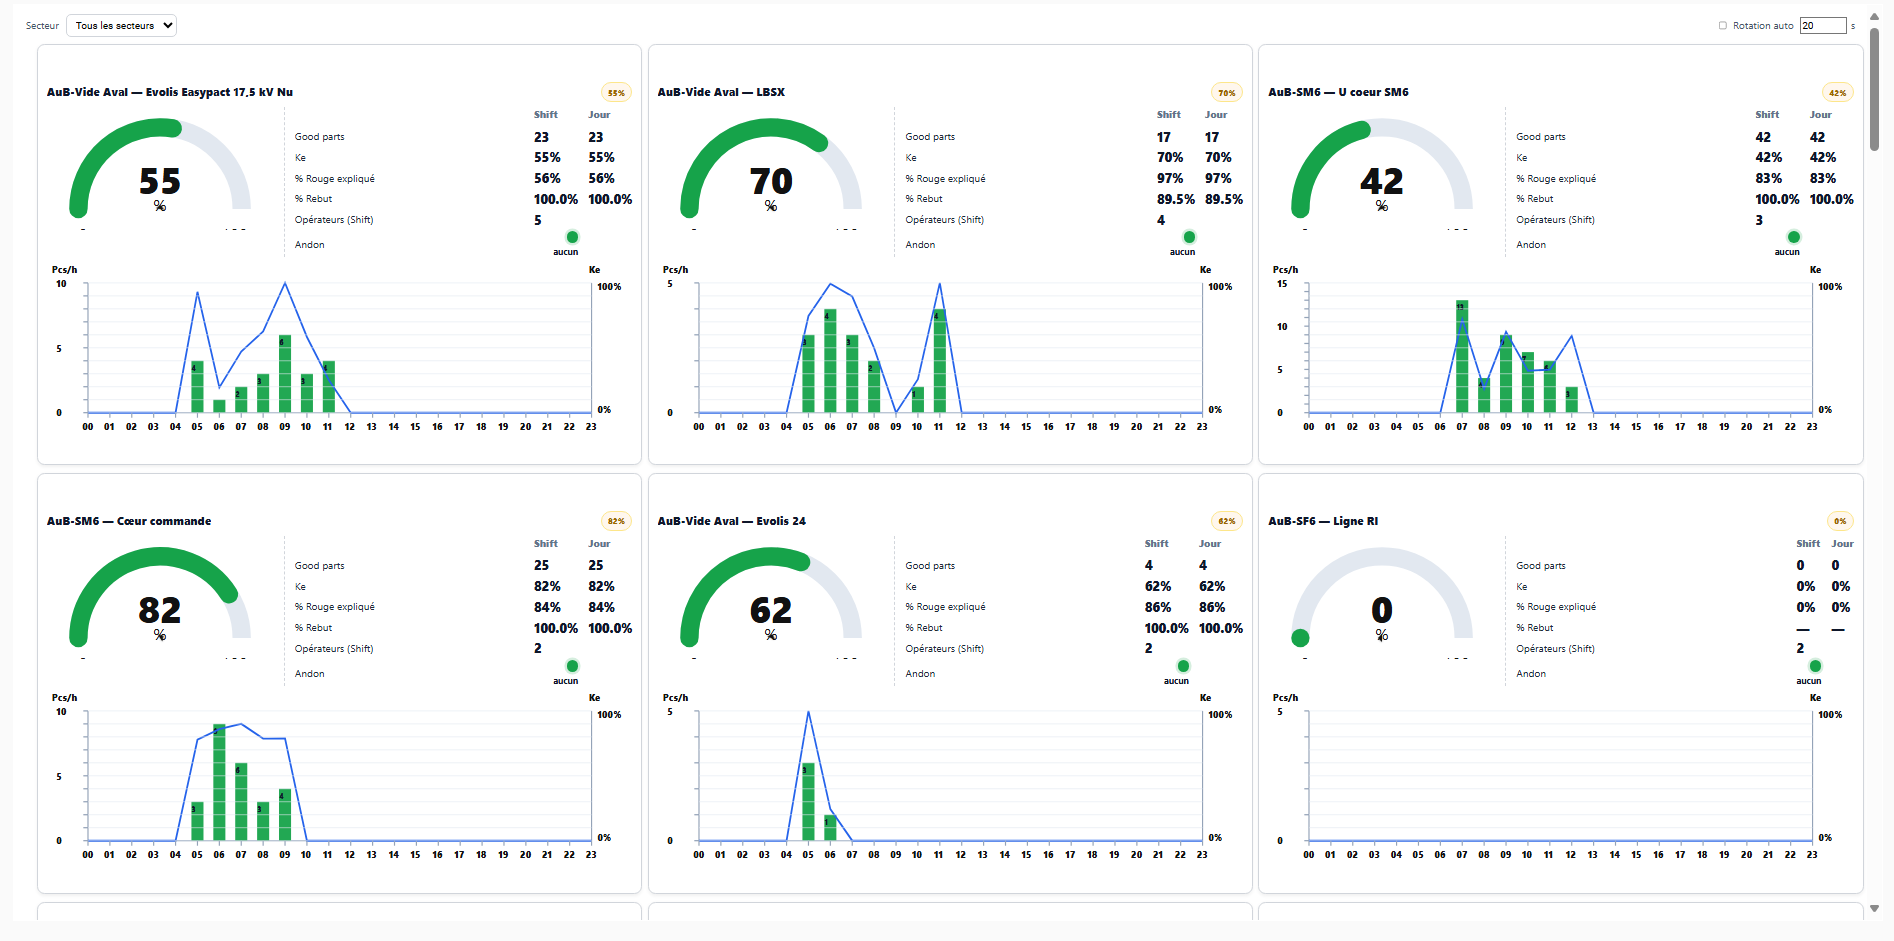 Secteur Tous les secteurs Rotation auto 20 s
AuB-Vide Aval — Evolis Easypact 17,5 kV Nu 55%
Shift Jour
Good parts 23 23
Ke 55% 55%
% Rouge expliqué 56% 56%
% Rebut 100.0% 100.0%
Opérateurs (Shift) 5
Andon aucun
55
%
Pcs/h Ke
10 100%
5
0 0%
4 2 3 6 3 4
00 01 02 03 04 05 06 07 08 09 10 11 12 13 14 15 16 17 18 19 20 21 22 23
AuB-Vide Aval — LBSX 70%
Shift Jour
Good parts 17 17
Ke 70% 70%
% Rouge expliqué 97% 97%
% Rebut 89.5% 89.5%
Opérateurs (Shift) 4
Andon aucun
70
%
Pcs/h Ke
5 100%
0 0%
3 4 3 2 1 4
00 01 02 03 04 05 06 07 08 09 10 11 12 13 14 15 16 17 18 19 20 21 22 23
AuB-SM6 — U coeur SM6 42%
Shift Jour
Good parts 42 42
Ke 42% 42%
% Rouge expliqué 83% 83%
% Rebut 100.0% 100.0%
Opérateurs (Shift) 3
Andon aucun
42
%
Pcs/h Ke
15 100%
10
5
0 0%
13 4 9 7 3
00 01 02 03 04 05 06 07 08 09 10 11 12 13 14 15 16 17 18 19 20 21 22 23
AuB-SM6 — Cœur commande 82%
Shift Jour
Good parts 25 25
Ke 82% 82%
% Rouge expliqué 84% 84%
% Rebut 100.0% 100.0%
Opérateurs (Shift) 2
Andon aucun
82
%
Pcs/h Ke
10 100%
5
0 0%
3 6 3 4
00 01 02 03 04 05 06 07 08 09 10 11 12 13 14 15 16 17 18 19 20 21 22 23
AuB-Vide Aval — Evolis 24 62%
Shift Jour
Good parts 4 4
Ke 62% 62%
% Rouge expliqué 86% 86%
% Rebut 100.0% 100.0%
Opérateurs (Shift) 2
Andon aucun
62
%
Pcs/h Ke
5 100%
0 0%
3 1
00 01 02 03 04 05 06 07 08 09 10 11 12 13 14 15 16 17 18 19 20 21 22 23
AuB-SF6 — Ligne RI 0%
Shift Jour
Good parts 0 0
Ke 0% 0%
% Rouge expliqué 0% 0%
% Rebut — —
Opérateurs (Shift) 2
Andon aucun
0
%
Pcs/h Ke
5 100%
0 0%
00 01 02 03 04 05 06 07 08 09 10 11 12 13 14 15 16 17 18 19 20 21 22 23